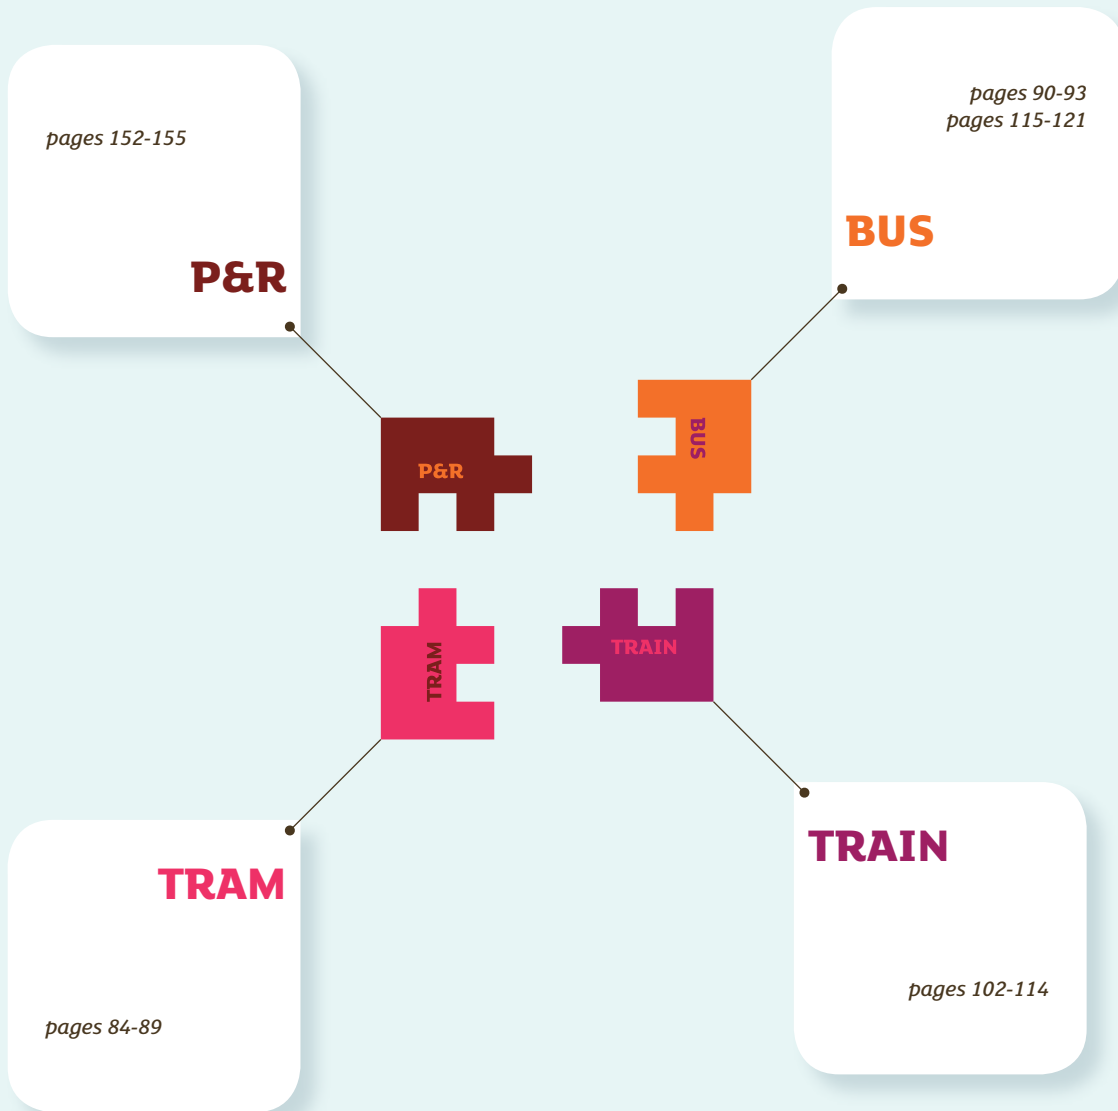 pages 90-93
pages 115-121
BUS
pages 152-155
P&R
BUS
P&R
TRAM
TRAIN
TRAM
pages 84-89
TRAIN
pages 102-114